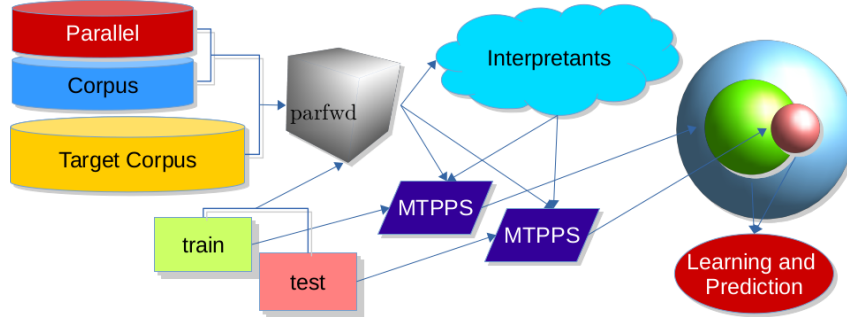 Parallel
Corpus
Target Corpus
parfwd
Interpretants
MTPPS
MTPPS
train
test
Learning and
Prediction